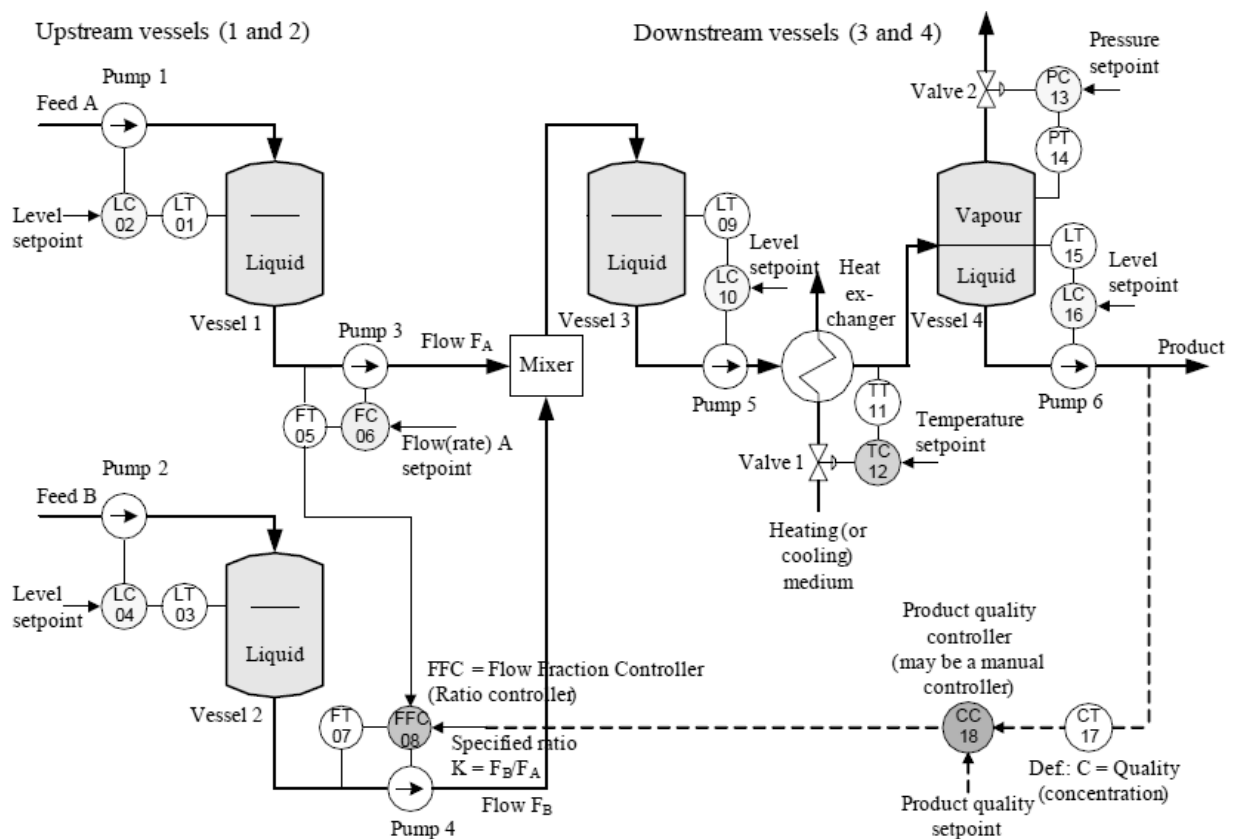 Upstream vessels (1 and 2)
Downstream vessels (3 and 4)
Pump 1
Feed A
LC
02
LT
01
Level
setpoint
Liquid
Vessel 1
Pump 3
Flow FA
FT
05
FC
06
Flow(rate) A
setpoint
Mixer
Pump 2
Feed B
LC
04
LT
03
Level
setpoint
Liquid
Vessel 2
FT
07
FFC
08
FFC = Flow Fraction Controller
(Ratio controller)
Specified ratio
K = FB/FA
Pump 4
Flow FB
Liquid
Vessel 3
LT
09
LC
10
Level
setpoint
Pump 5
Heat
ex-
changer
TT
11
TC
12
Temperature
setpoint
Valve 1
Heating (or
cooling)
medium
Valve 2
PC
13
Pressure
setpoint
PT
14
Vapour
Liquid
Vessel 4
LT
15
LC
16
Level
setpoint
Pump 6
Product
Product quality
controller
(may be a manual
controller)
CC
18
CT
17
Def.: C = Quality
(concentration)
Product quality
setpoint